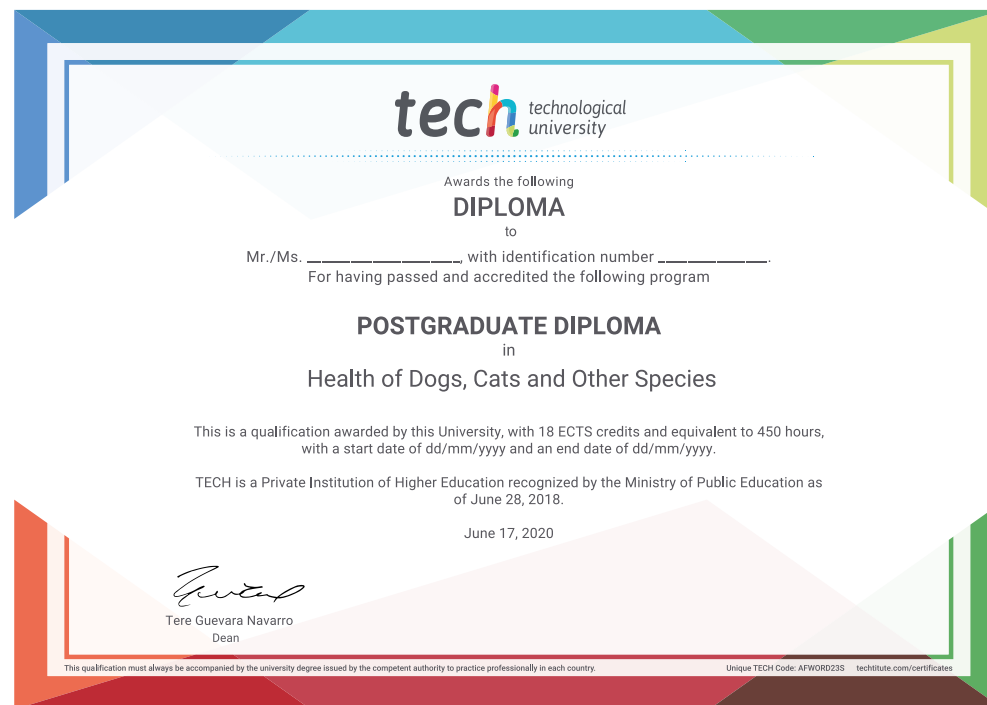 tech technological
university
Awards the following
DIPLOMA
to
Mr./Ms. ____________________, with identification number ______________.
For having passed and accredited the following program
POSTGRADUATE DIPLOMA
in
Health of Dogs, Cats and Other Species
This is a qualification awarded by this University, with 18 ECTS credits and equivalent to 450 hours,
with a start date of dd/mm/yyyy and an end date of dd/mm/yyyy.
TECH is a Private Institution of Higher Education recognized by the Ministry of Public Education as
of June 28, 2018.
June 17, 2020
Tere Guevara Navarro
Dean
This qualification must always be accompanied by the university degree issued by the competent authority to practice professionally in each country. Unique TECH Code: AFWORD23S techtitute.com/certificates